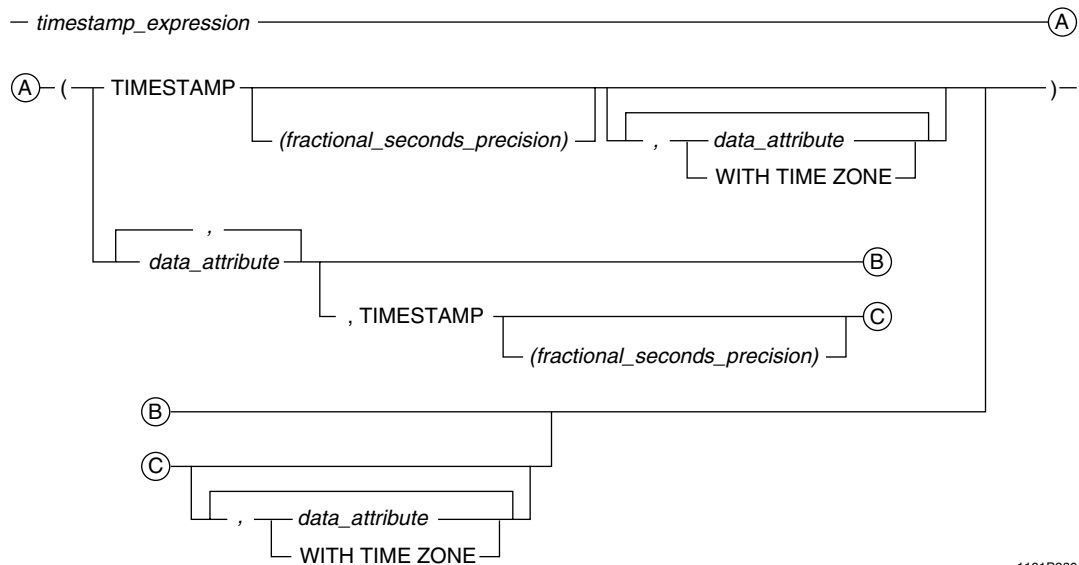 timestamp_expression A
A ( TIMESTAMP )
(fractional_seconds_precision) , data_attribute
WITH TIME ZONE
,
data_attribute B
, TIMESTAMP C
(fractional_seconds_precision)
B
C
, data_attribute
WITH TIME ZONE